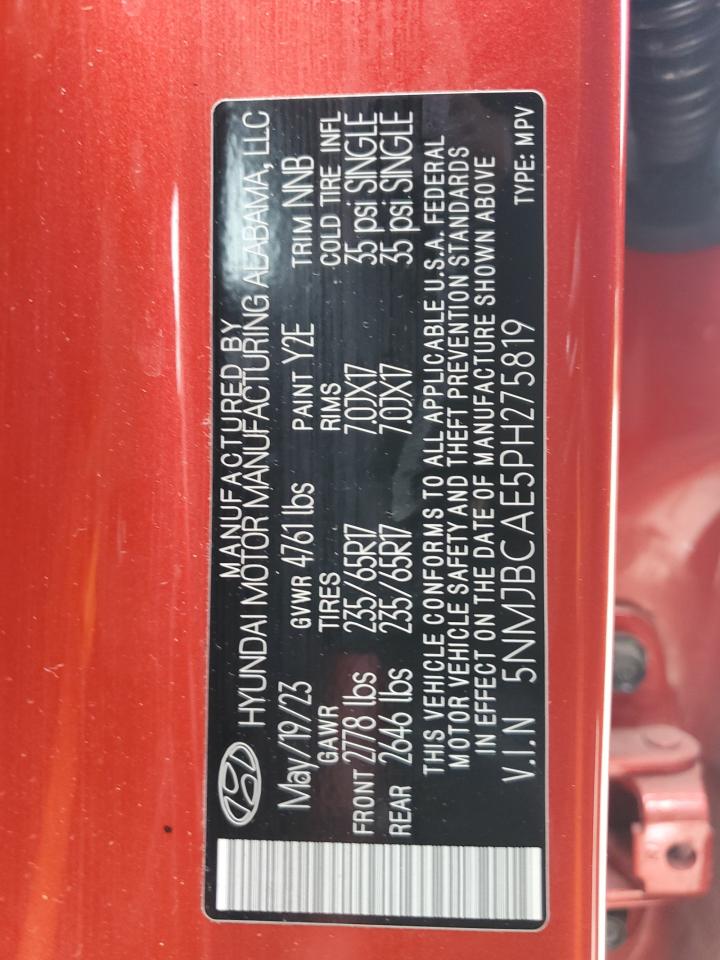 MANUFACTURED BY
HYUNDAI MOTOR MANUFACTURING ALABAMA, LLC
May/19/23 GVWR 4761 lbs PAINT Y2E TRIM NNB
GAWR TIRES RIMS COLD TIRE INFL
FRONT 2778 lbs 235/65R17 7.0JX17 35 psi SINGLE
REAR 2646 lbs 235/65R17 7.0JX17 35 psi SINGLE
THIS VEHICLE CONFORMS TO ALL APPLICABLE U.S.A. FEDERAL
MOTOR VEHICLE SAFETY AND THEFT PREVENTION STANDARDS
IN EFFECT ON THE DATE OF MANUFACTURE SHOWN ABOVE
V.I.N 5NMJBCAE5PH275819 TYPE: MPV